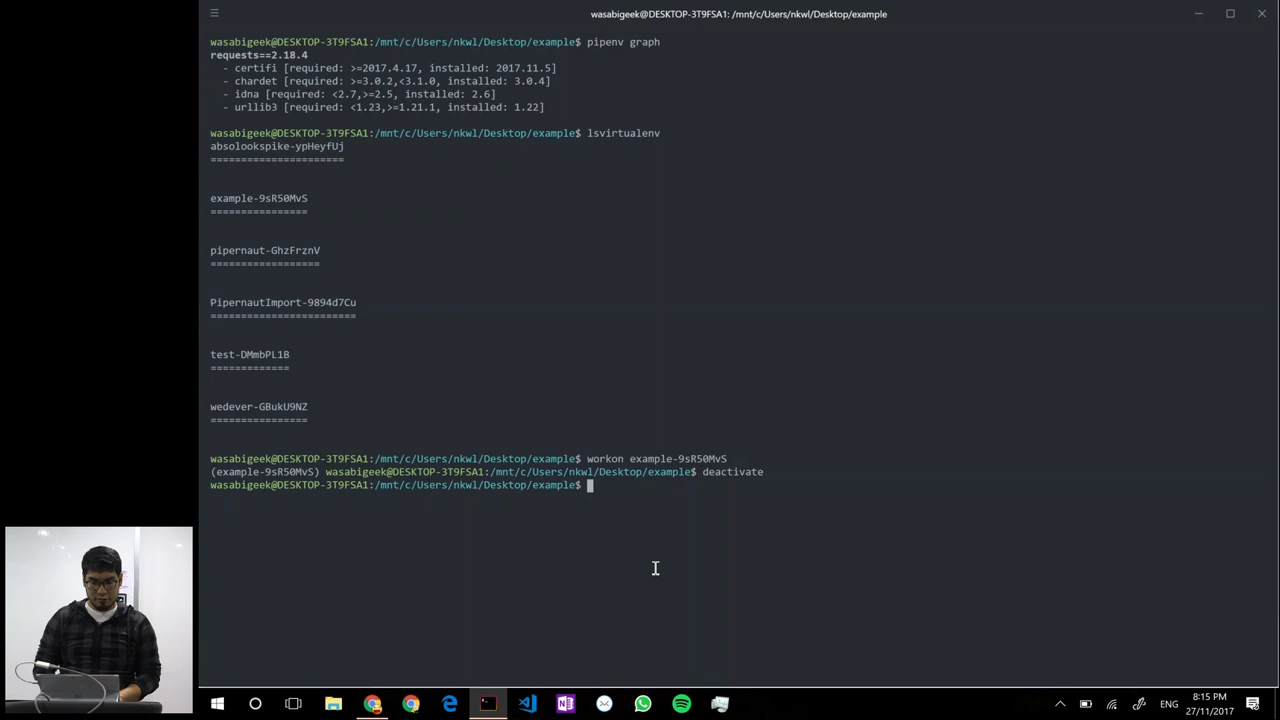 wasabigeek@DESKTOP-3T9FSA1: /mnt/c/Users/nkwl/Desktop/example
wasabigeek@DESKTOP-3T9FSA1:/mnt/c/Users/nkwl/Desktop/example$ pipenv graph
requests==2.18.4
- certifi [required: >=2017.4.17, installed: 2017.11.5]
- chardet [required: >=3.0.2,<3.1.0, installed: 3.0.4]
- idna [required: <2.7,>=2.5, installed: 2.6]
- urllib3 [required: <1.23,>=1.21.1, installed: 1.22]
wasabigeek@DESKTOP-3T9FSA1:/mnt/c/Users/nkwl/Desktop/example$ lsvirtualenv
absolookspike-ypHeyfUj
======================
example-9sR50MvS
================
pipernaut-GhzFrznV
==================
PipernautImport-9894d7Cu
========================
test-DMmbPL1B
=============
wedever-GBukU9NZ
================
wasabigeek@DESKTOP-3T9FSA1:/mnt/c/Users/nkwl/Desktop/example$ workon example-9sR50MvS
(example-9sR50MvS) wasabigeek@DESKTOP-3T9FSA1:/mnt/c/Users/nkwl/Desktop/example$ deactivate
wasabigeek@DESKTOP-3T9FSA1:/mnt/c/Users/nkwl/Desktop/example$
ENG
8:15 PM
27/11/2017